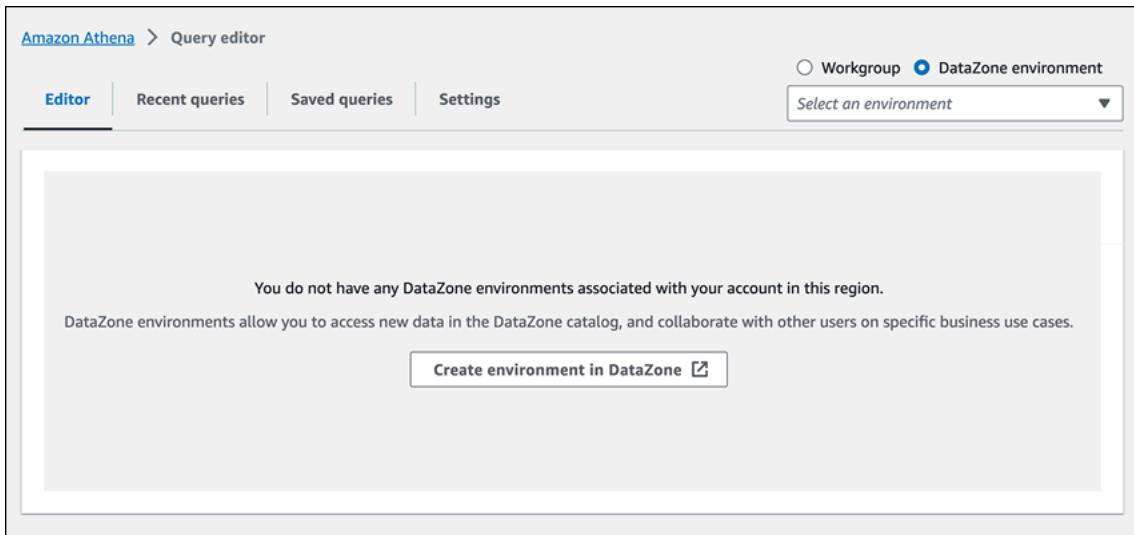 Amazon Athena > Query editor
Workgroup DataZone environment
Editor Recent queries Saved queries Settings
Select an environment
You do not have any DataZone environments associated with your account in this region.
DataZone environments allow you to access new data in the DataZone catalog, and collaborate with other users on specific business use cases.
Create environment in DataZone